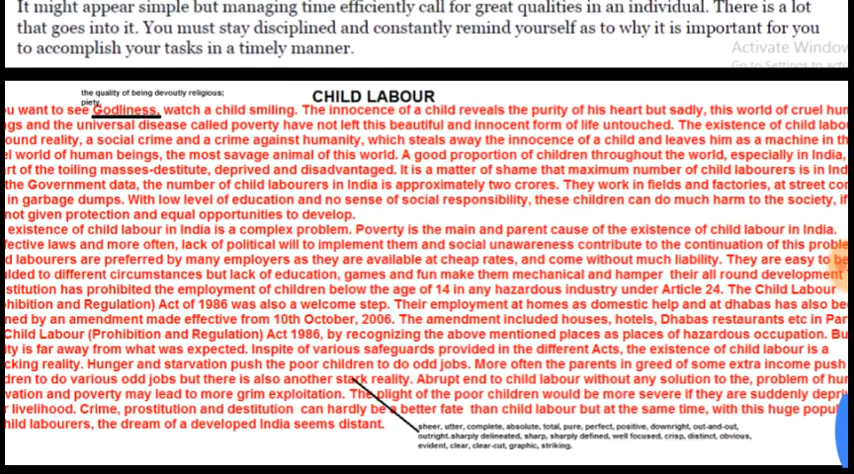 It might appear simple but managing time efficiently call for great qualities in an individual. There is a lot
that goes into it. You must stay disciplined and constantly remind yourself as to why it is important for you
to accomplish your tasks in a timely manner.
Activate Window
Go to Settings to acti
the quality of being devoutly religious;
piety.
CHILD LABOUR
u want to see Godliness, watch a child smiling. The innocence of a child reveals the purity of his heart but sadly, this world of cruel hum
gs and the universal disease called poverty have not left this beautiful and innocent form of life untouched. The existence of child labo
ound reality, a social crime and a crime against humanity, which steals away the innocence of a child and leaves him as a machine in th
el world of human beings, the most savage animal of this world. A good proportion of children throughout the world, especially in India,
rt of the toiling masses-destitute, deprived and disadvantaged. It is a matter of shame that maximum number of child labourers is in Ind
the Government data, the number of child labourers in India is approximately two crores. They work in fields and factories, at street cor
in garbage dumps. With low level of education and no sense of social responsibility, these children can do much harm to the society, if
not given protection and equal opportunities to develop.
existence of child labour in India is a complex problem. Poverty is the main and parent cause of the existence of child labour in India.
fective laws and more often, lack of political will to implement them and social unawareness contribute to the continuation of this proble
d labourers are preferred by many employers as they are available at cheap rates, and come without much liability. They are easy to be
ulded to different circumstances but lack of education, games and fun make them mechanical and hamper their all round development
stitution has prohibited the employment of children below the age of 14 in any hazardous industry under Article 24. The Child Labour
hibition and Regulation) Act of 1986 was also a welcome step. Their employment at homes as domestic help and at dhabas has also be
ned by an amendment made effective from 10th October, 2006. The amendment included houses, hotels, Dhabas restaurants etc in Par
Child Labour (Prohibition and Regulation) Act 1986, by recognizing the above mentioned places as places of hazardous occupation. Bu
ity is far away from what was expected. Inspite of various safeguards provided in the different Acts, the existence of child labour is a
cking reality. Hunger and starvation push the poor children to do odd jobs. More often the parents in greed of some extra income push
dren to do various odd jobs but there is also another stark reality. Abrupt end to child labour without any solution to the, problem of hun
vation and poverty may lead to more grim exploitation. The plight of the poor children would be more severe if they are suddenly depri
r livelihood. Crime, prostitution and destitution can hardly be a better fate than child labour but at the same time, with this huge popul
hild labourers, the dream of a developed India seems distant.
sheer, utter, complete, absolute, total, pure, perfect, positive, downright, out-and-out,
outright.sharply delineated, sharp, sharply defined, well focused, crisp, distinct, obvious,
evident, clear, clear-cut, graphic, striking.